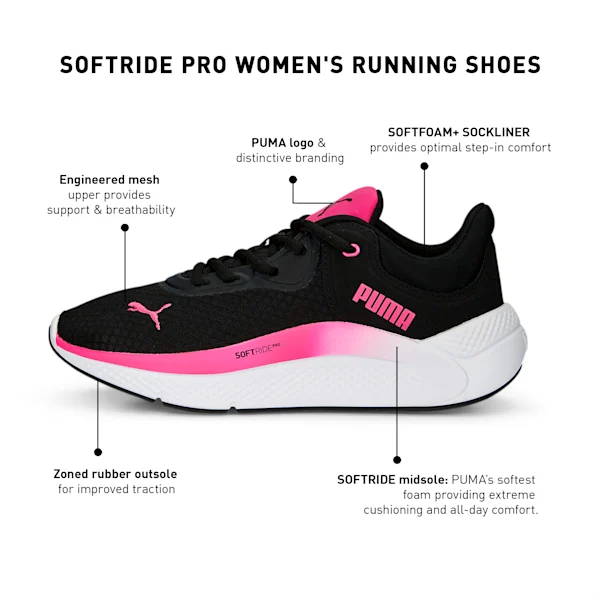 SOFTRIDE PRO WOMEN'S RUNNING SHOES
PUMA logo &
distinctive branding
SOFTFOAM+ SOCKLINER
provides optimal step-in comfort
Engineered mesh
upper provides
support & breathability
PUMA
SOFTRIDE PRO
Zoned rubber outsole
for improved traction
SOFTRIDE midsole: PUMA's softest
foam providing extreme
cushioning and all-day comfort.